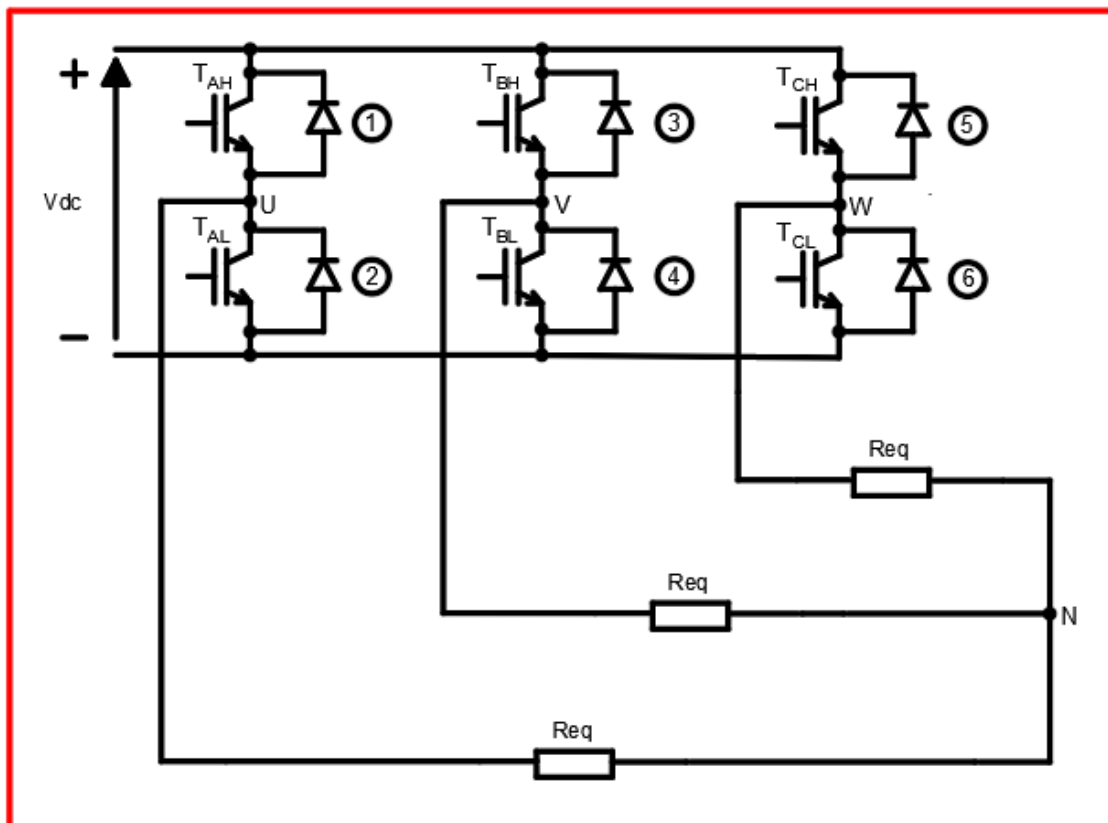 +
T_AH
1
T_BH
3
T_CH
5
Vdc
U
V
W
T_AL
2
T_BL
4
T_CL
6
−
Req
Req
N
Req